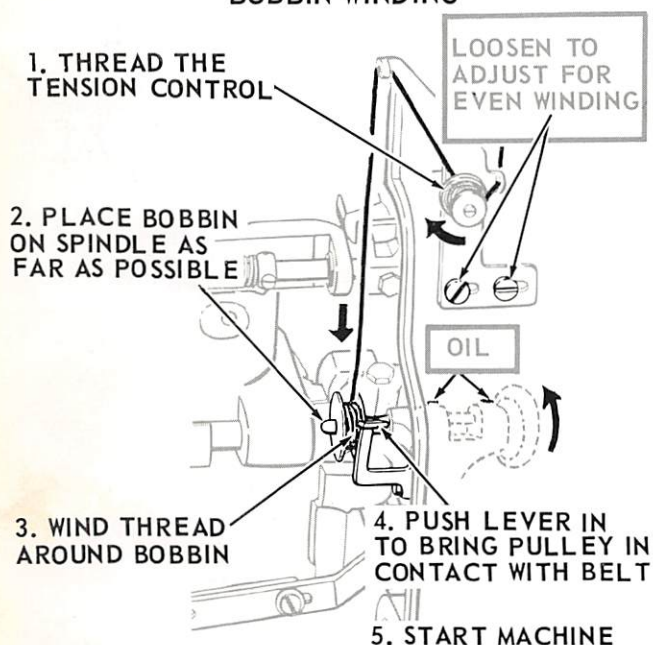 BOBBIN WINDING
1. THREAD THE
TENSION CONTROL
LOOSEN TO
ADJUST FOR
EVEN WINDING
2. PLACE BOBBIN
ON SPINDLE AS
FAR AS POSSIBLE
OIL
3. WIND THREAD
AROUND BOBBIN
4. PUSH LEVER IN
TO BRING PULLEY IN
CONTACT WITH BELT
5. START MACHINE